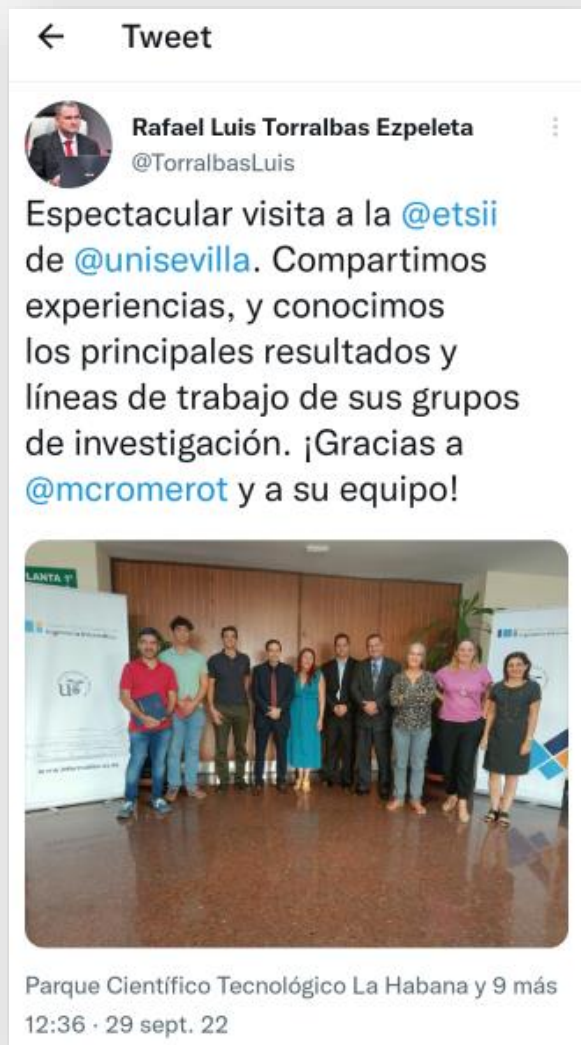 Tweet
Rafael Luis Torralbas Ezpeleta
@TorralbasLuis
Espectacular visita a la @etsii
de @unisevilla. Compartimos
experiencias, y conocimos
los principales resultados y
líneas de trabajo de sus grupos
de investigación. ¡Gracias a
@mcromerot y a su equipo!
LANTA 1ª
Parque Científico Tecnológico La Habana y 9 más
12:36 · 29 sept. 22